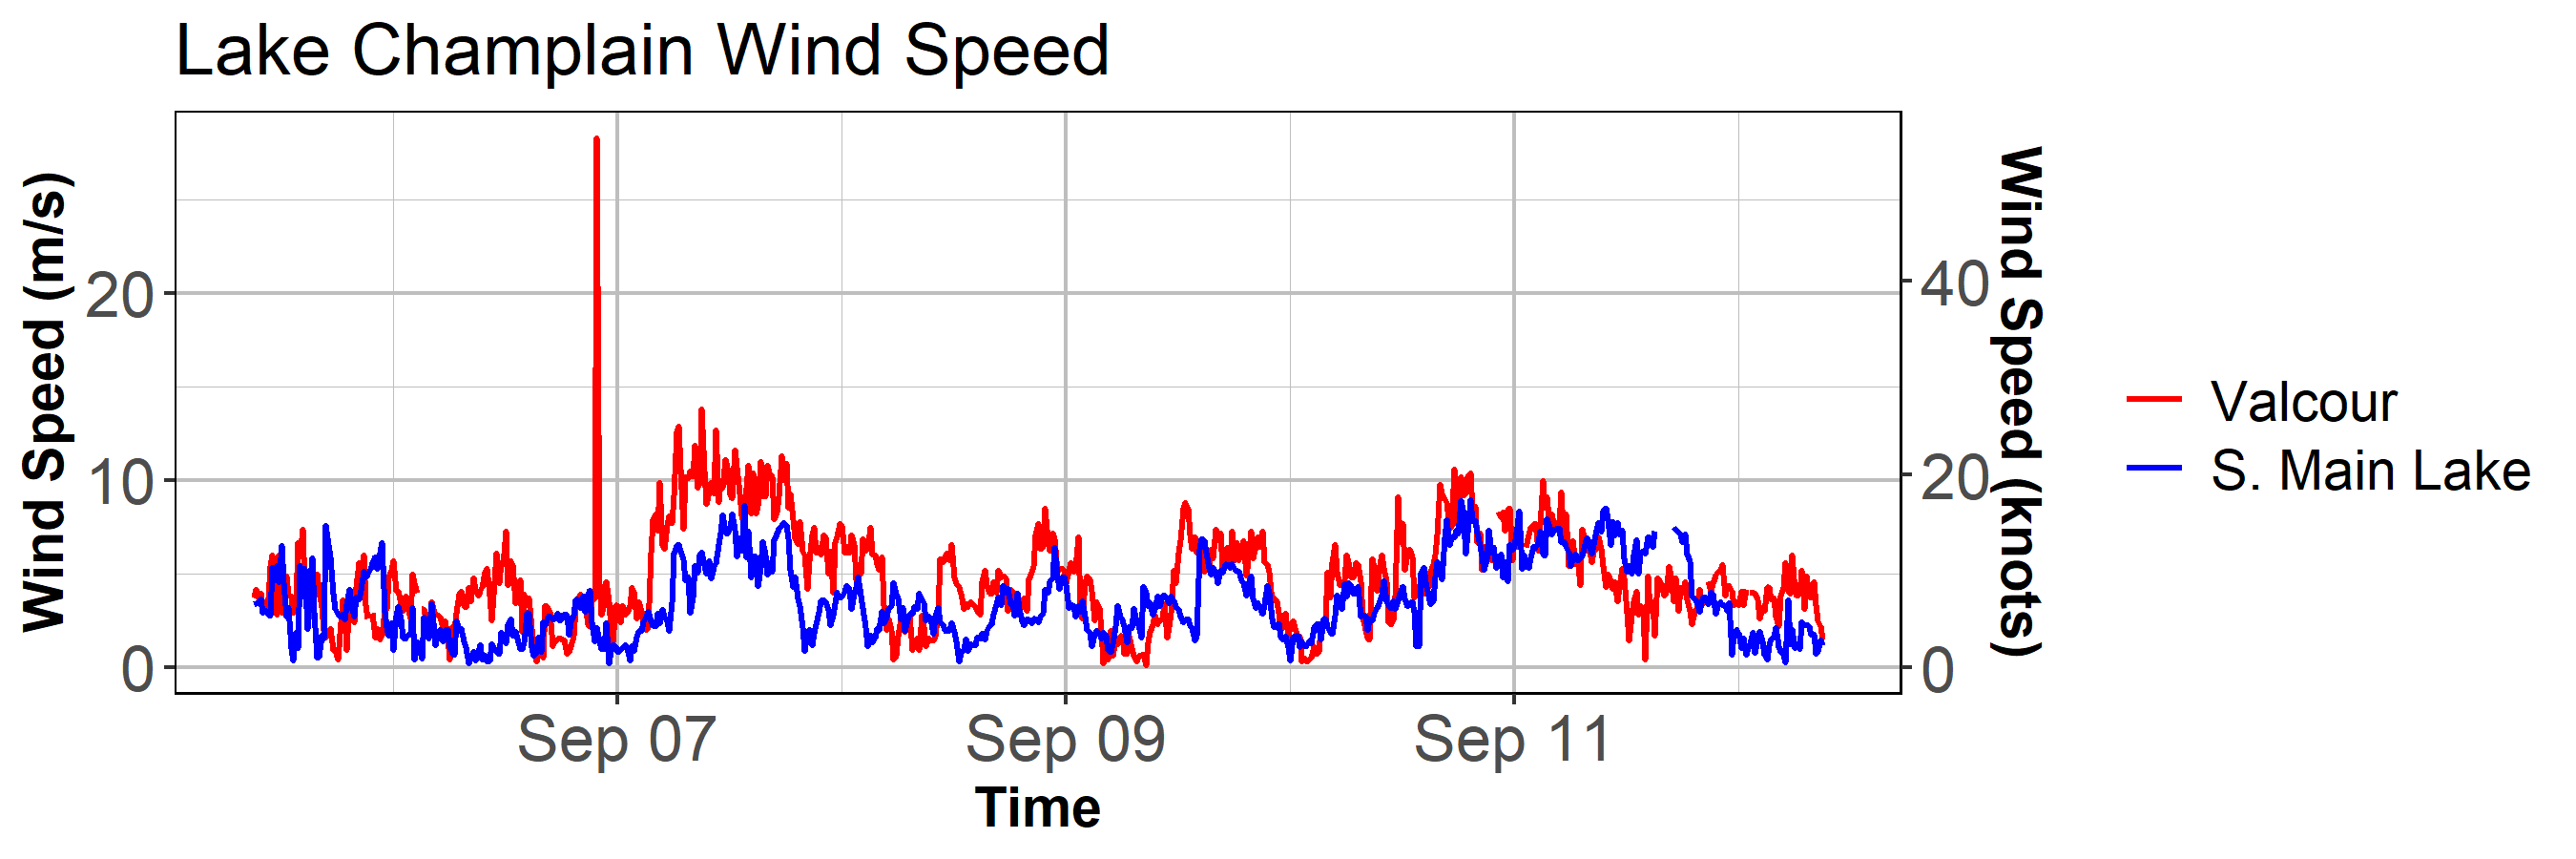 Lake Champlain Wind Speed
Wind Speed (m/s)
20
10
0
40
20
0
Wind Speed (knots)
Sep 07
Sep 09
Sep 11
Time
Valcour
S. Main Lake